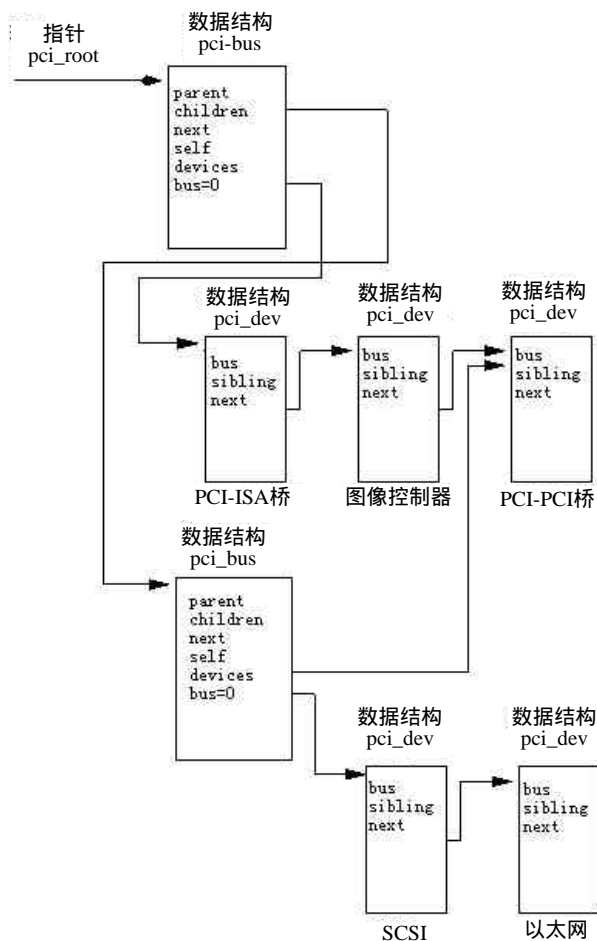 指针
pci_root
数据结构
pci-bus
parent
children
next
self
devices
bus=0
数据结构
pci_dev
bus
sibling
next
PCI-ISA桥
数据结构
pci_dev
bus
sibling
next
图像控制器
数据结构
pci_dev
bus
sibling
next
PCI-PCI桥
数据结构
pci_bus
parent
children
next
self
devices
bus=0
数据结构
pci_dev
bus
sibling
next
SCSI
数据结构
pci_dev
bus
sibling
next
以太网